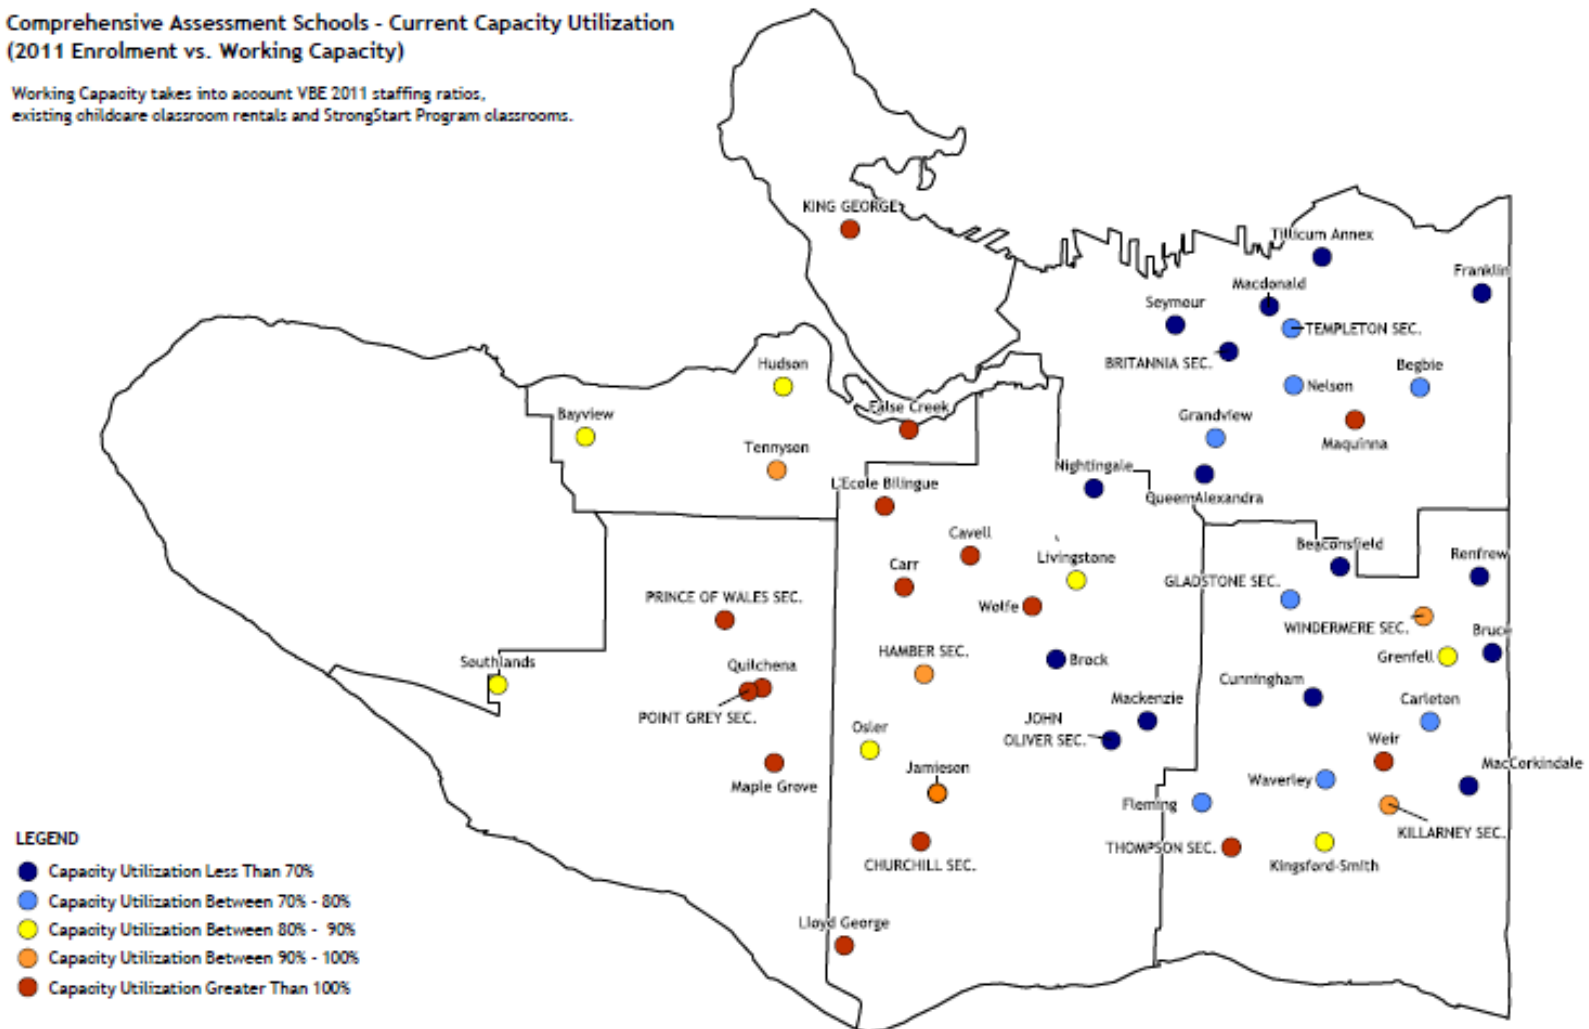 Comprehensive Assessment Schools - Current Capacity Utilization
(2011 Enrolment vs. Working Capacity)
Working Capacity takes into account VBE 2011 staffing ratios,
existing childcare classroom rentals and StrongStart Program classrooms.
KING GEORGE
Tillicum Annex
Franklin
Macdonald
Seymour
TEMPLETON SEC.
BRITANNIA SEC.
Hudson
Begbie
Nelson
False Creek
Bayview
Grandview
Maquinna
Tennyson
Nightingale
L'Ecole Bilingue
QueenAlexandra
Cavell
Beaconsfield
Renfrew
Livingstone
Carr
GLADSTONE SEC.
PRINCE OF WALES SEC.
Wolfe
WINDERMERE SEC.
Bruce
HAMBER SEC.
Grenfell
Southlands
Quilchena
Brock
Cunningham
Mackenzie
Carleton
POINT GREY SEC.
JOHN
OLIVER SEC.
Osler
Weir
Jamieson
MacCorkindale
Maple Grove
Waverley
Fleming
KILLARNEY SEC.
THOMPSON SEC.
CHURCHILL SEC.
Kingsford-Smith
Lloyd George
LEGEND
Capacity Utilization Less Than 70%
Capacity Utilization Between 70% - 80%
Capacity Utilization Between 80% - 90%
Capacity Utilization Between 90% - 100%
Capacity Utilization Greater Than 100%